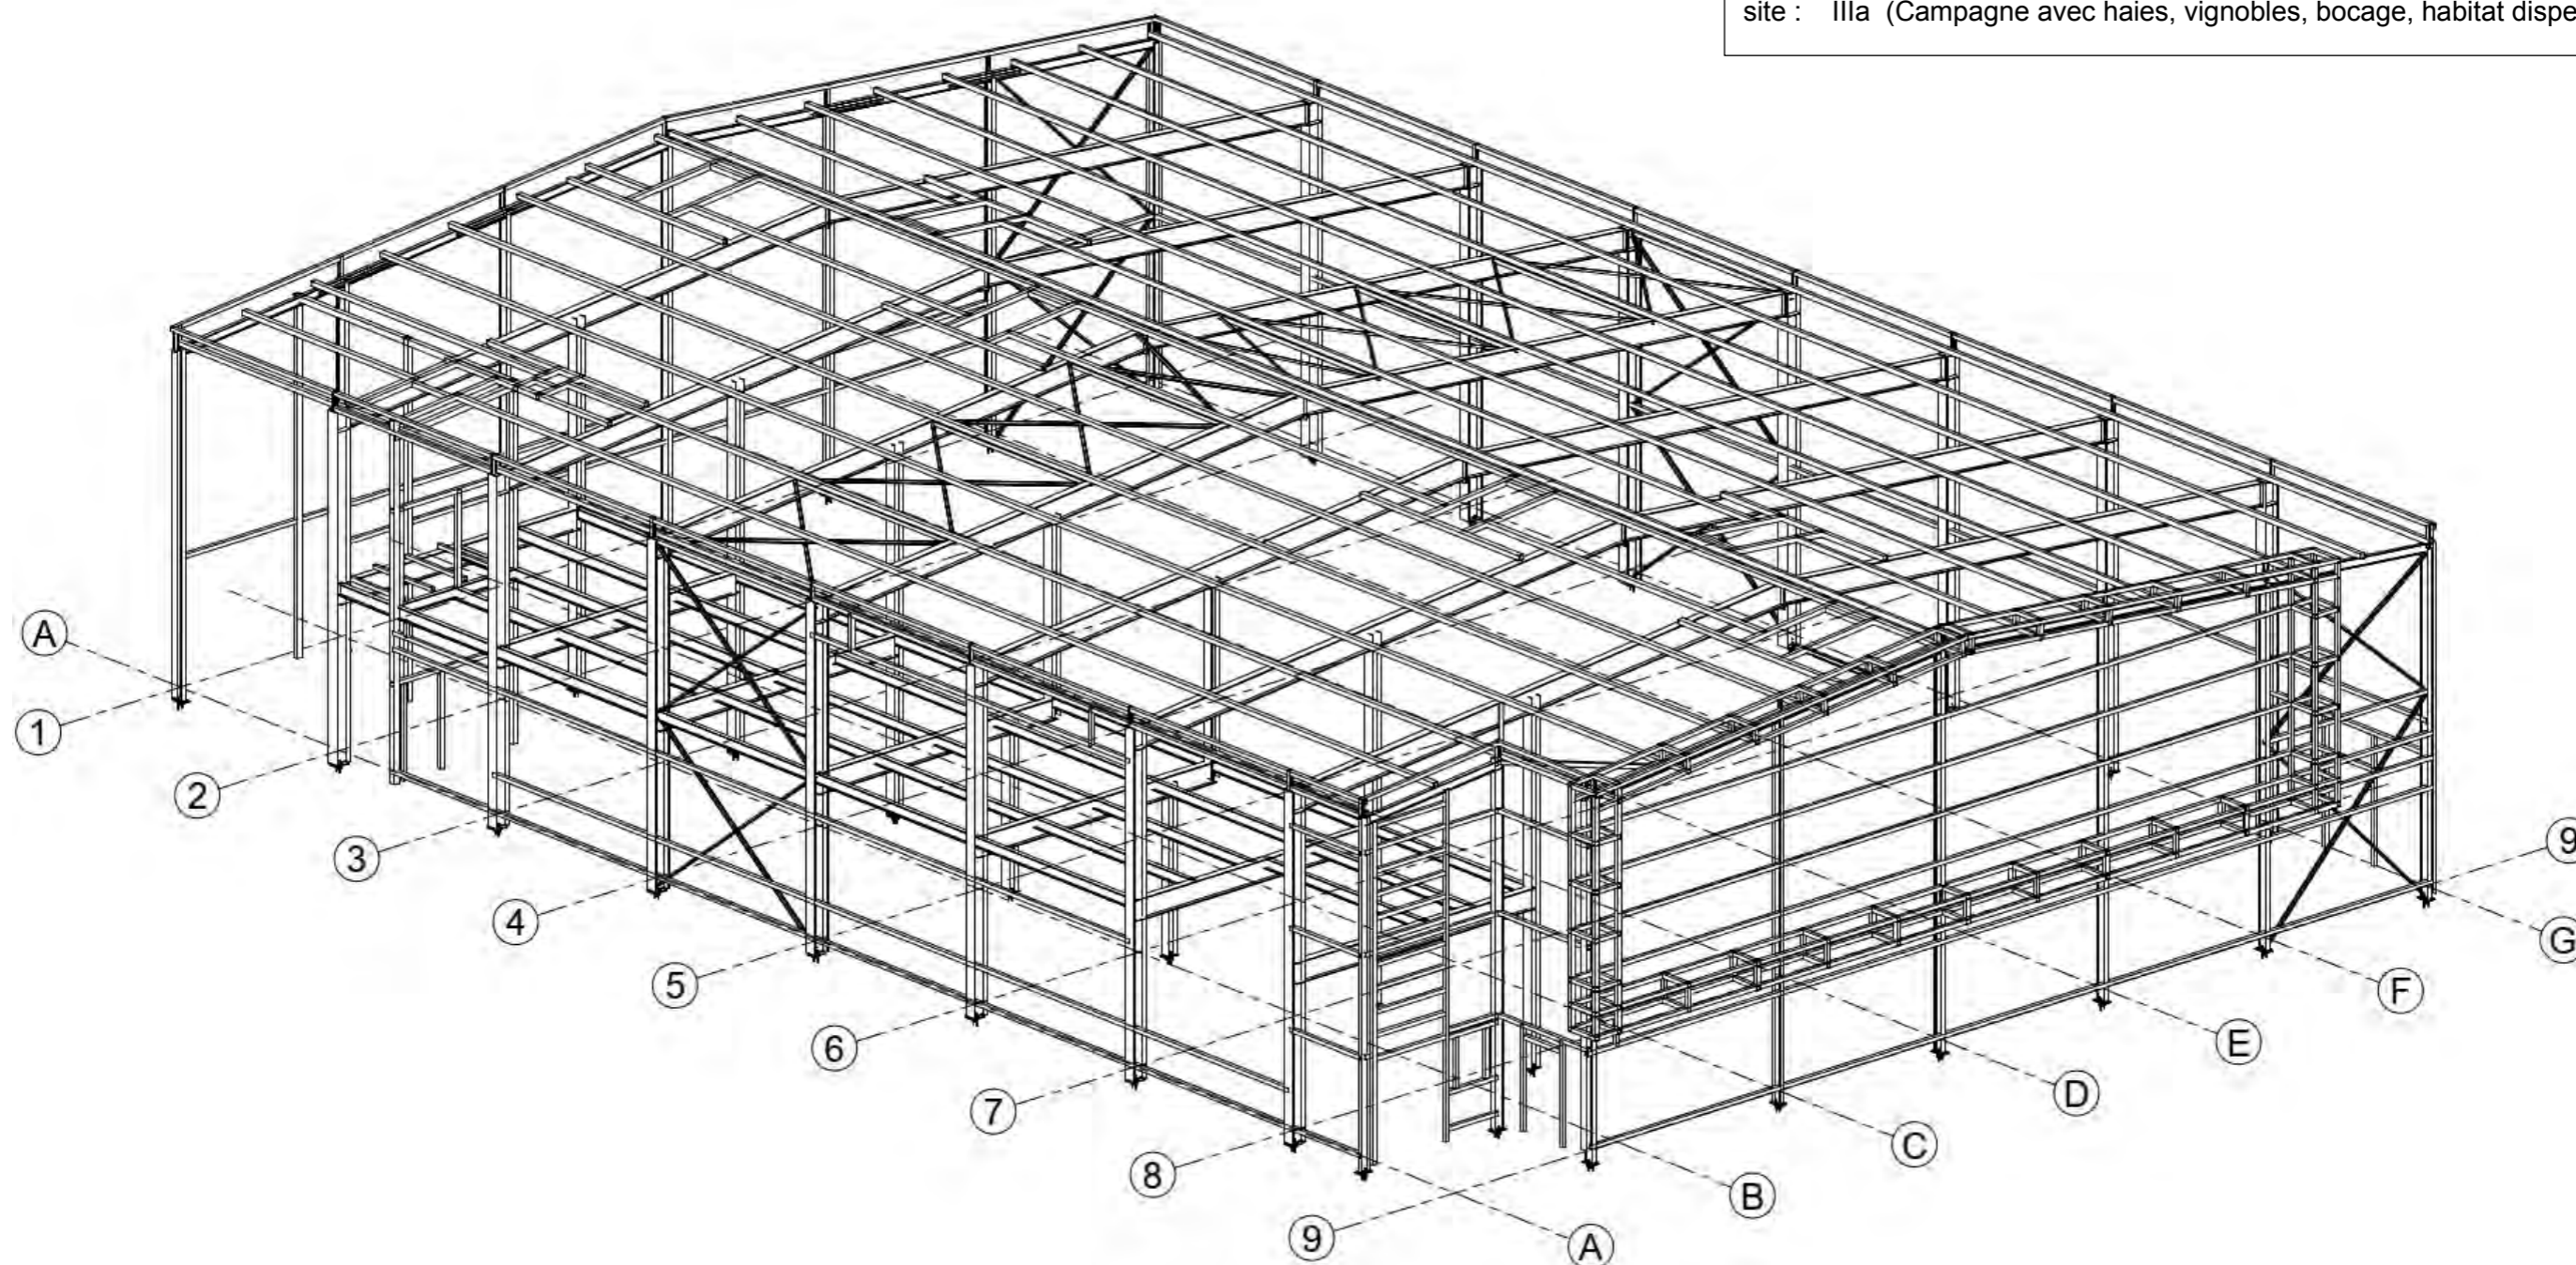 site : IIIa (Campagne avec haies, vignobles, bocage, habitat dispe
A
1
2
3
4
5
6
7
8
9
A
B
C
D
E
F
G
9